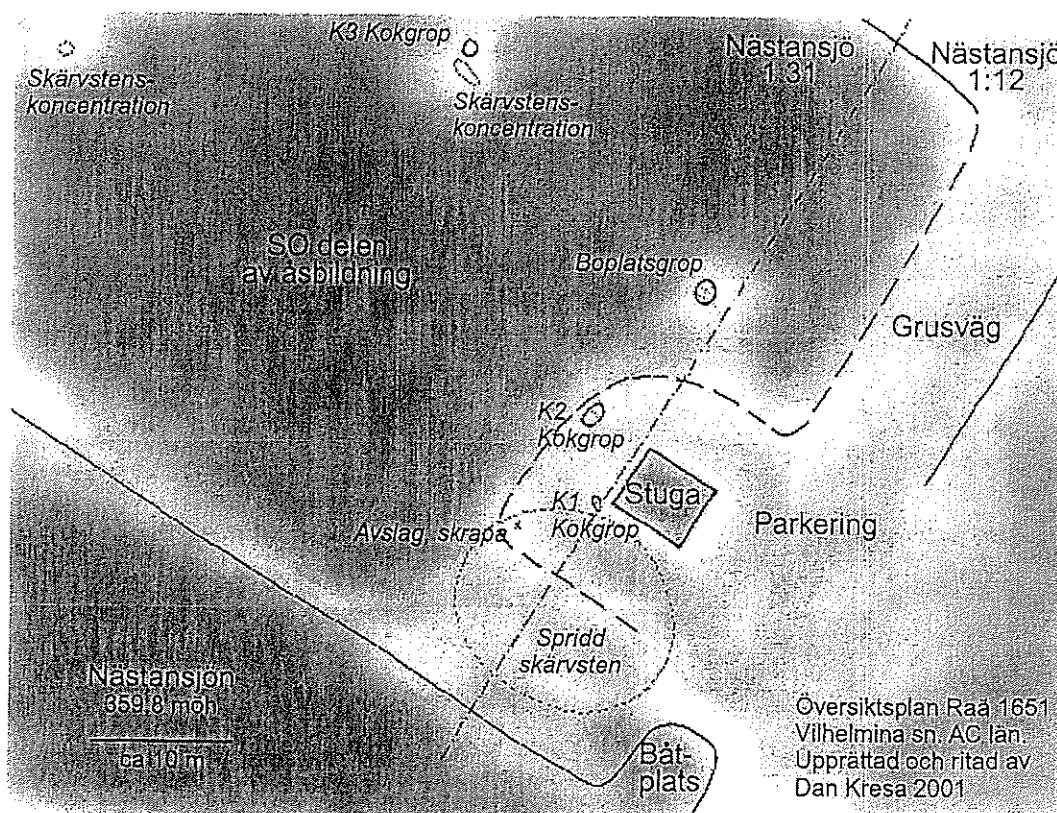 K3 Kokgrop
Skärvstens-
koncentration
Skärvstens-
koncentration
Nästansjö
1:31
Nästansjö
1:12
SO delen
av åsbildning
Boplatsgrop
Grusväg
K2
Kokgrop
Stuga
K1
Kokgrop
Avslag, skrapa
Parkering
Spridd
skärvsten
Nästansjön
359.8 möh
ca 10 m
Båt-
plats
Översiktsplan Raä 1651
Vilhelmina sn. AC län.
Upprättad och ritad av
Dan Kresa 2001